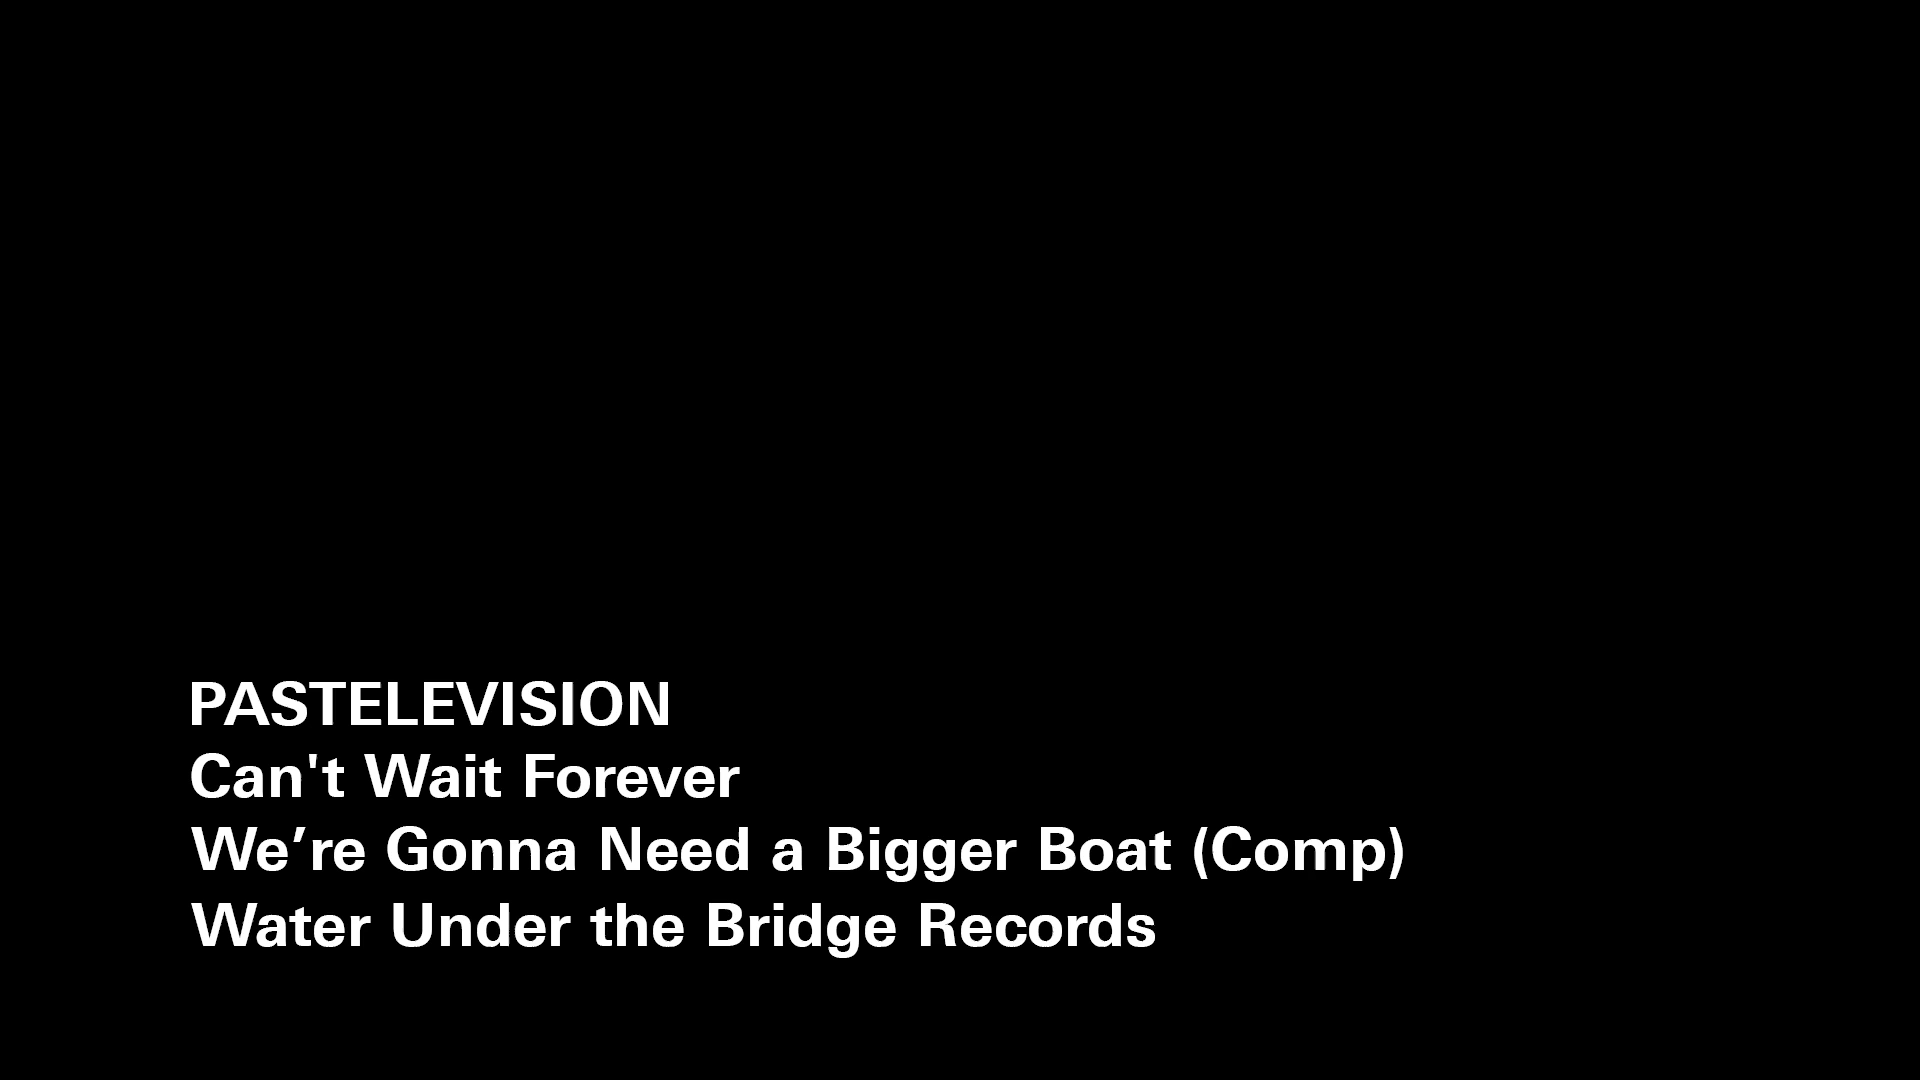 PASTELEVISION
Can't Wait Forever
We’re Gonna Need a Bigger Boat (Comp)
Water Under the Bridge Records